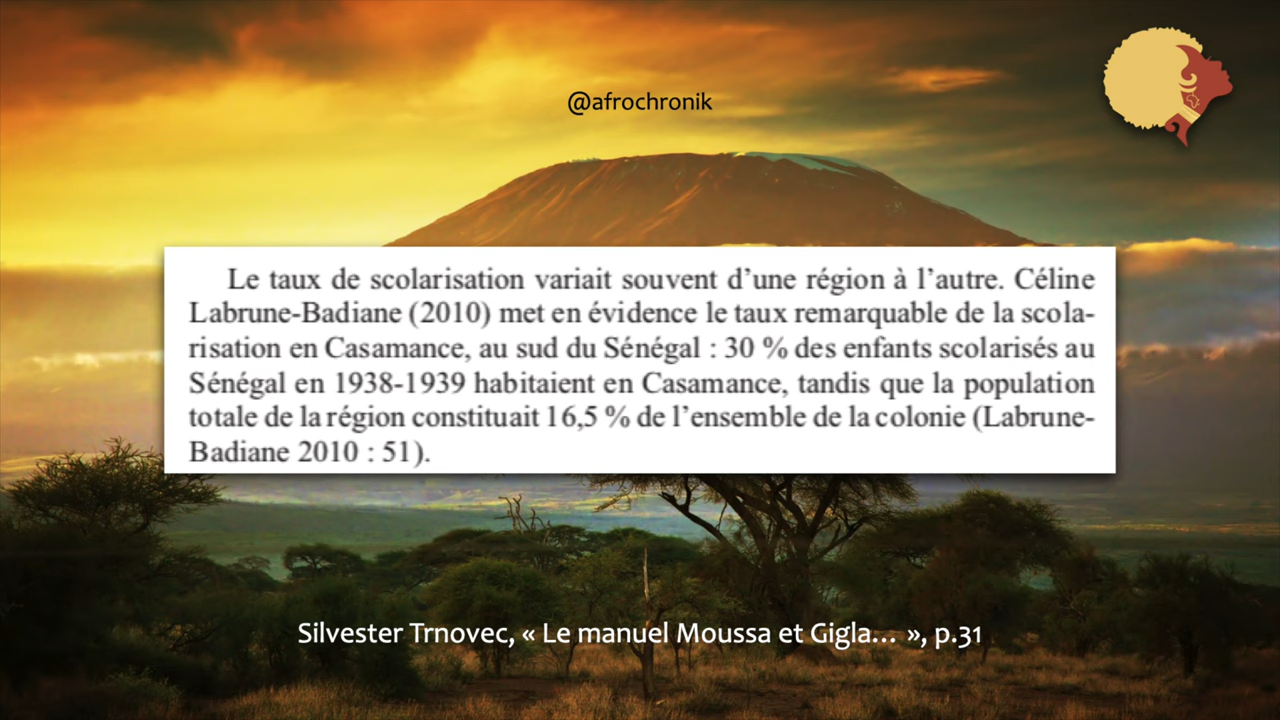 @afrochronik
Le taux de scolarisation variait souvent d'une région à l'autre. Céline
Labrune-Badiane (2010) met en évidence le taux remarquable de la scola-
risation en Casamance, au sud du Sénégal : 30 % des enfants scolarisés au
Sénégal en 1938-1939 habitaient en Casamance, tandis que la population
totale de la région constituait 16,5 % de l'ensemble de la colonie (Labrune-
Badiane 2010 : 51).
Silvester Trnovec, « Le manuel Moussa et Gigla… », p.31